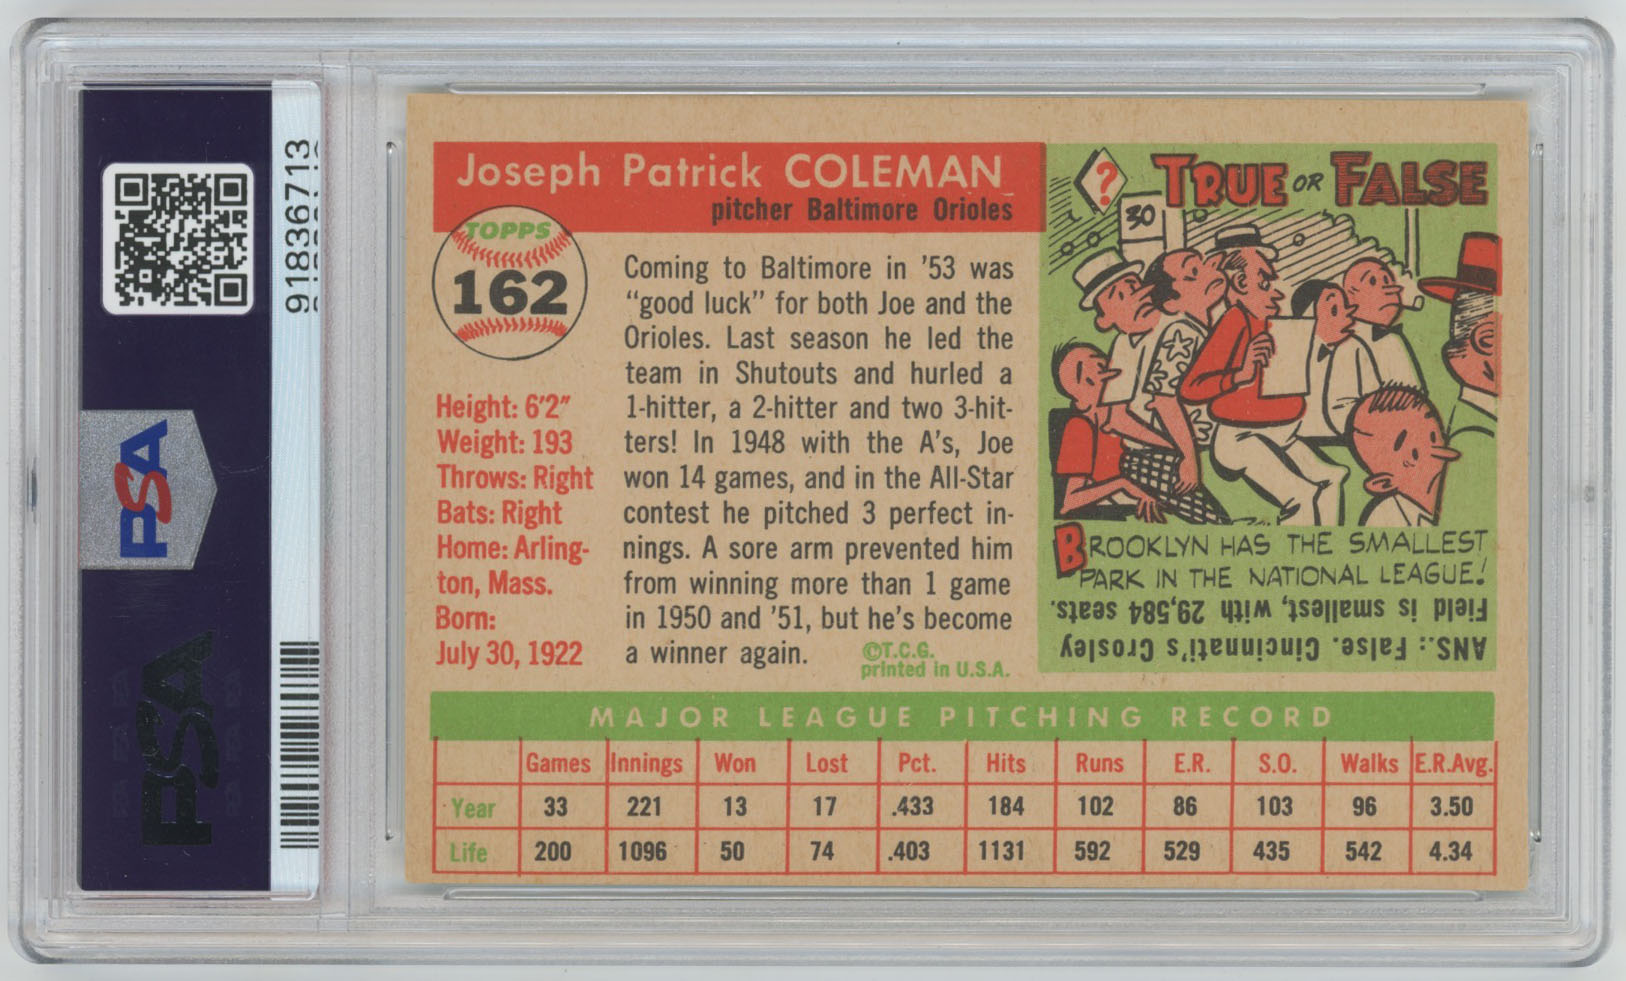 91836713
PSA
PSA
Joseph Patrick COLEMAN
pitcher Baltimore Orioles
TOPPS
162
Height: 6'2"
Weight: 193
Throws: Right
Bats: Right
Home: Arling-
ton, Mass.
Born:
July 30, 1922
Coming to Baltimore in '53 was
"good luck" for both Joe and the
Orioles. Last season he led the
team in Shutouts and hurled a
1-hitter, a 2-hitter and two 3-hit-
ters! In 1948 with the A's, Joe
won 14 games, and in the All-Star
contest he pitched 3 perfect in-
nings. A sore arm prevented him
from winning more than 1 game
in 1950 and '51, but he's become
a winner again.
©T.C.G.
printed in U.S.A.
? TRUE OR FALSE
30
BROOKLYN HAS THE SMALLEST
PARK IN THE NATIONAL LEAGUE!
ANS.: False. Cincinnati's Crosley
Field is smallest, with 29,584 seats.
MAJOR LEAGUE PITCHING RECORD
Games Innings Won Lost Pct. Hits Runs E.R. S.O. Walks E.R.Avg.
Year 33 221 13 17 .433 184 102 86 103 96 3.50
Life 200 1096 50 74 .403 1131 592 529 435 542 4.34